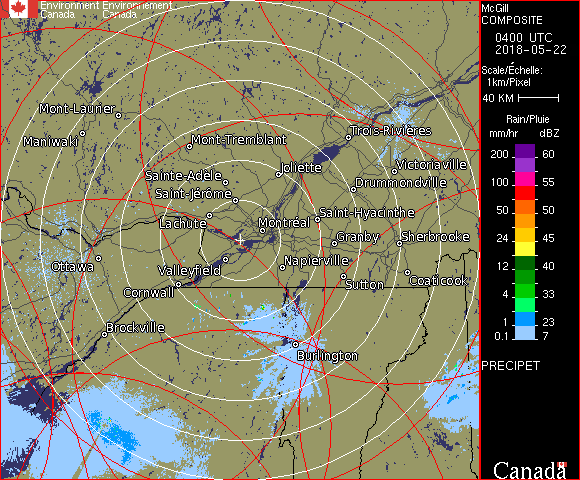 Environment Environnement
Canada Canada
McGill
COMPOSITE
0400 UTC
2018-05-22
Scale/Échelle:
1km/Pixel
40 KM
Rain/Pluie
mm/hr dBZ
200 60
100 55
50 50
24 45
12 40
4 33
1 23
0.1 7
PRECIPET
Canada
Mont-Laurier
Maniwaki
Mont-Tremblant
Trois-Rivières
Joliette
Victoriaville
Sainte-Adèle
Drummondville
Saint-Jérôme
Lachute
Saint-Hyacinthe
Montréal
Granby
Sherbrooke
Ottawa
Valleyfield
Napierville
Cornwall
Sutton
Coaticook
Brockville
Burlington